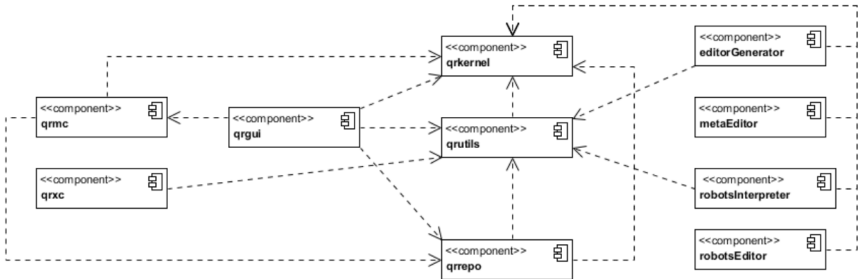 <<component>>
qrkernel
<<component>>
editorGenerator
<<component>>
qrmc
<<component>>
qrgui
<<component>>
qrutils
<<component>>
metaEditor
<<component>>
qrxc
<<component>>
robotsInterpreter
<<component>>
qrrepo
<<component>>
robotsEditor